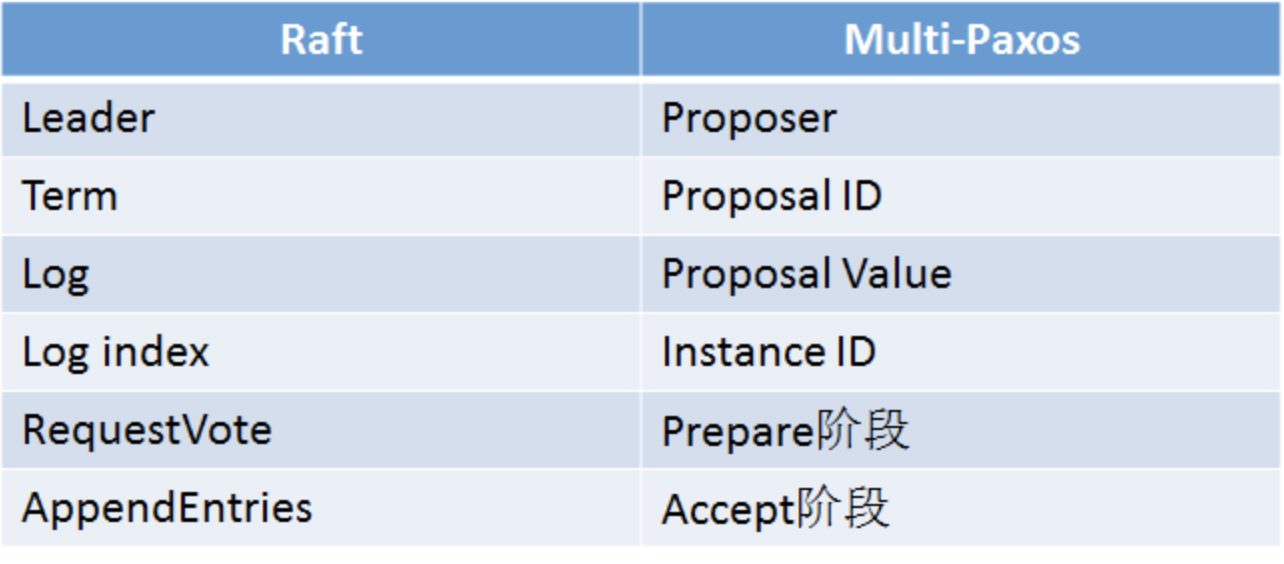 Raft Multi-Paxos
Leader Proposer
Term Proposal ID
Log Proposal Value
Log index Instance ID
RequestVote Prepare阶段
AppendEntries Accept阶段